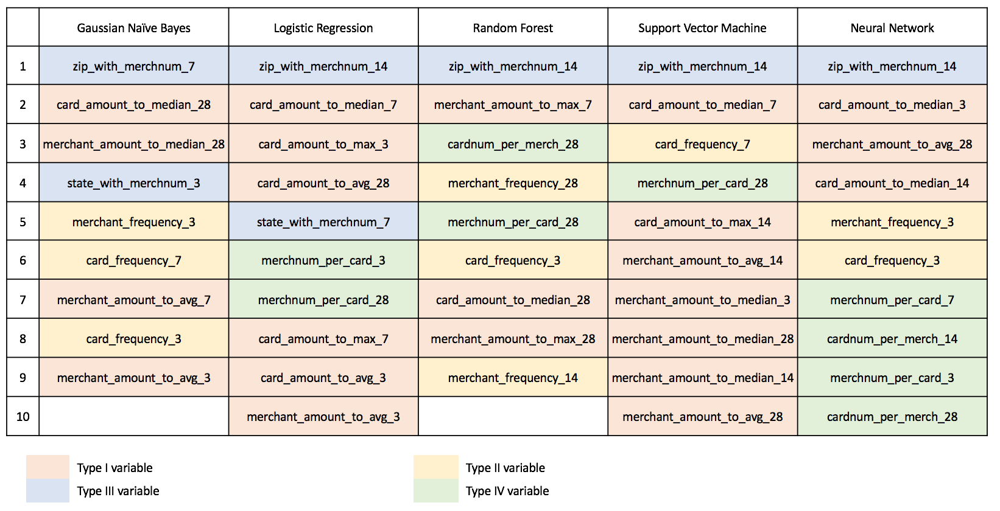 Gaussian Naïve Bayes Logistic Regression Random Forest Support Vector Machine Neural Network
1 zip_with_merchnum_7 zip_with_merchnum_14 zip_with_merchnum_14 zip_with_merchnum_14 zip_with_merchnum_14
2 card_amount_to_median_28 card_amount_to_median_7 merchant_amount_to_max_7 card_amount_to_median_7 card_amount_to_median_3
3 merchant_amount_to_median_28 card_amount_to_max_3 cardnum_per_merch_28 card_frequency_7 merchant_amount_to_avg_28
4 state_with_merchnum_3 card_amount_to_avg_28 merchant_frequency_28 merchnum_per_card_28 card_amount_to_median_14
5 merchant_frequency_3 state_with_merchnum_7 merchnum_per_card_28 card_amount_to_max_14 merchant_frequency_3
6 card_frequency_7 merchnum_per_card_3 card_frequency_3 merchant_amount_to_avg_14 card_frequency_3
7 merchant_amount_to_avg_7 merchnum_per_card_28 card_amount_to_median_28 merchant_amount_to_median_3 merchnum_per_card_7
8 card_frequency_3 card_amount_to_max_7 merchant_amount_to_max_28 merchant_amount_to_median_28 cardnum_per_merch_14
9 merchant_amount_to_avg_3 card_amount_to_avg_3 merchant_frequency_14 merchant_amount_to_median_14 merchnum_per_card_3
10 merchant_amount_to_avg_3 merchant_amount_to_avg_28 cardnum_per_merch_28
Type I variable Type II variable
Type III variable Type IV variable